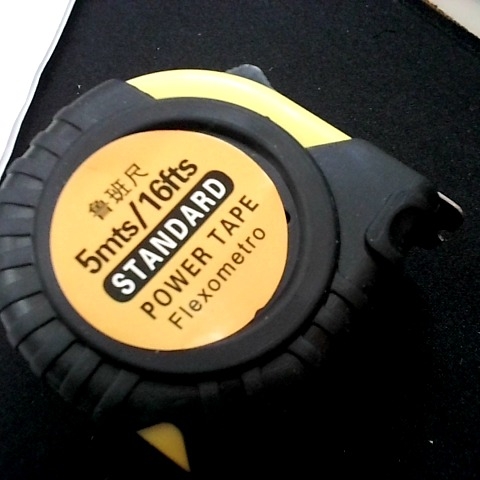 鲁班尺
5mts/16fts
STANDARD
POWER TAPE
Flexometro